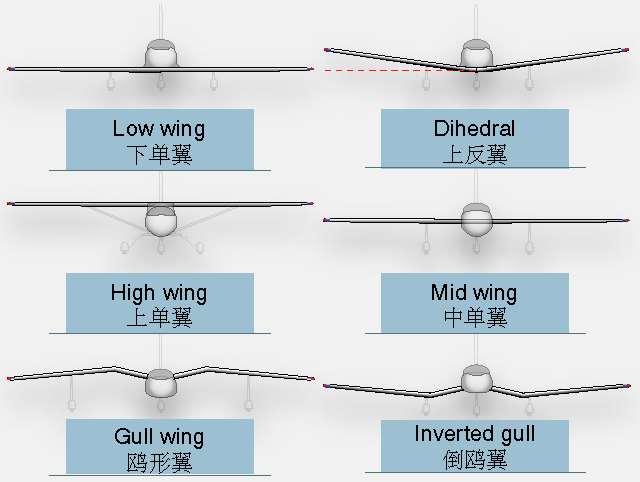 Low wing
下单翼
Dihedral
上反翼
High wing
上单翼
Mid wing
中单翼
Gull wing
鸥形翼
Inverted gull
倒鸥翼